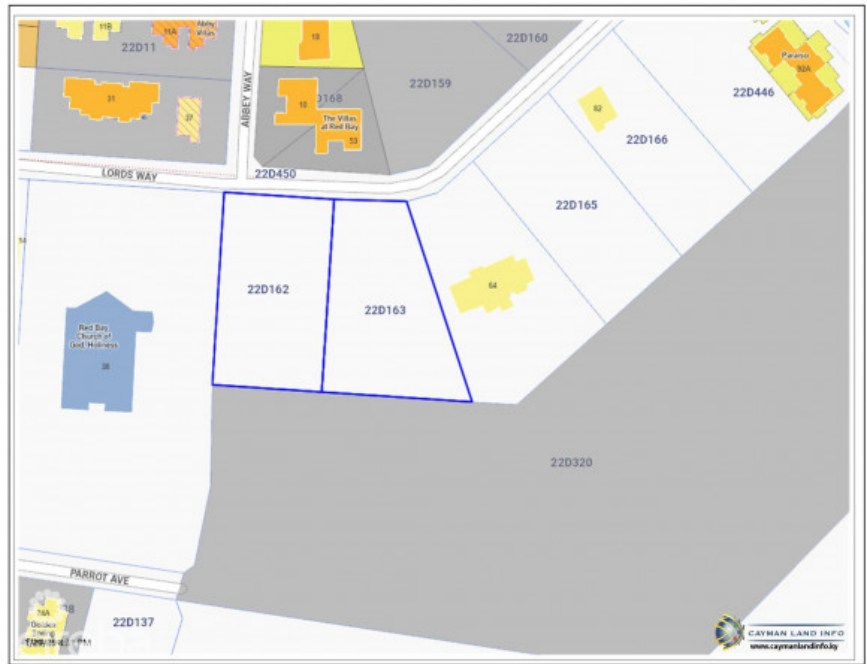 11B
11A
Abby
Villas
22D11
18
22D160
22D159
Paraiso
92A
22D446
31
37
ABBEY WAY
10
The Villas
at Red Bay
53
62
22D166
LORDS WAY
22D450
22D165
22D162
22D163
64
Red Bay
Church of
God, Holiness
38
22D320
PARROT AVE
22D137
CAYMAN LAND INFO
www.caymanlandinfo.ky